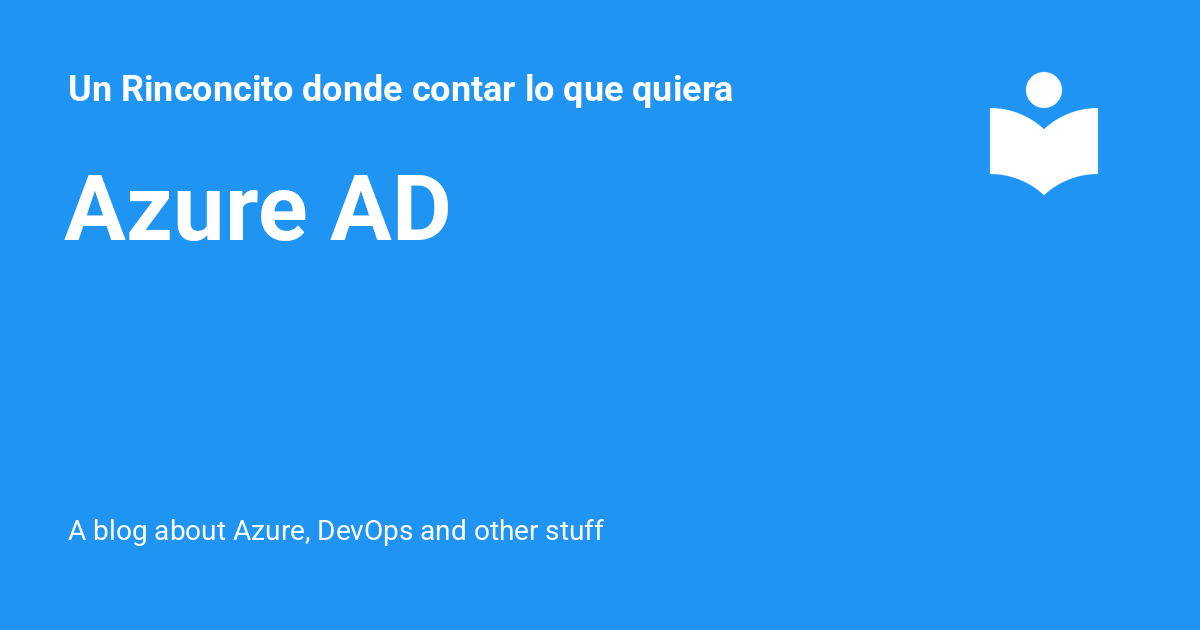 Un Rinconcito donde contar lo que quiera
Azure AD
A blog about Azure, DevOps and other stuff